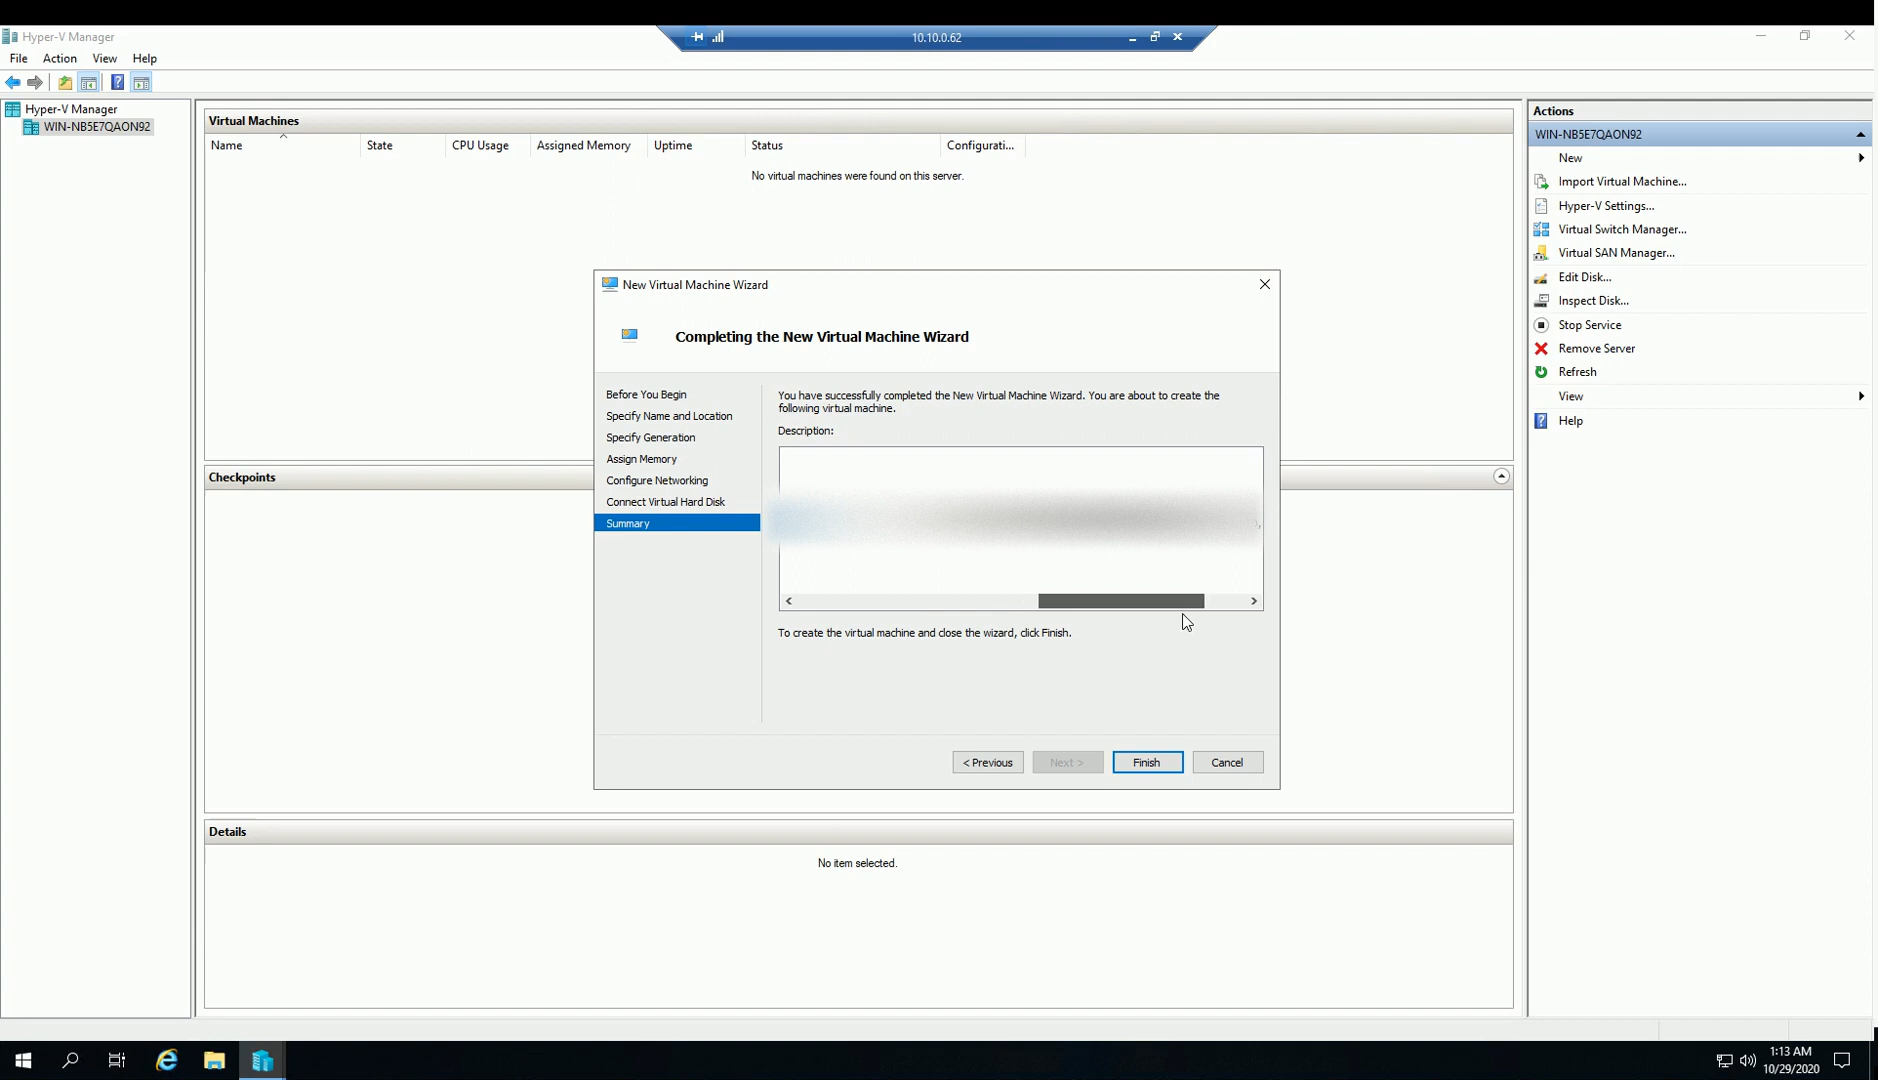 Hyper-V Manager
10.10.0.62
File Action View Help
Hyper-V Manager
WIN-NB5E7QAON92
Virtual Machines
Name State CPU Usage Assigned Memory Uptime Status Configurati...
No virtual machines were found on this server.
New Virtual Machine Wizard
Completing the New Virtual Machine Wizard
Before You Begin
Specify Name and Location
Specify Generation
Assign Memory
Configure Networking
Connect Virtual Hard Disk
Summary
You have successfully completed the New Virtual Machine Wizard. You are about to create the
following virtual machine.
Description:
To create the virtual machine and close the wizard, click Finish.
< Previous Next > Finish Cancel
Checkpoints
Details
No item selected.
Actions
WIN-NB5E7QAON92
New
Import Virtual Machine...
Hyper-V Settings...
Virtual Switch Manager...
Virtual SAN Manager...
Edit Disk...
Inspect Disk...
Stop Service
Remove Server
Refresh
View
Help
1:13 AM
10/29/2020